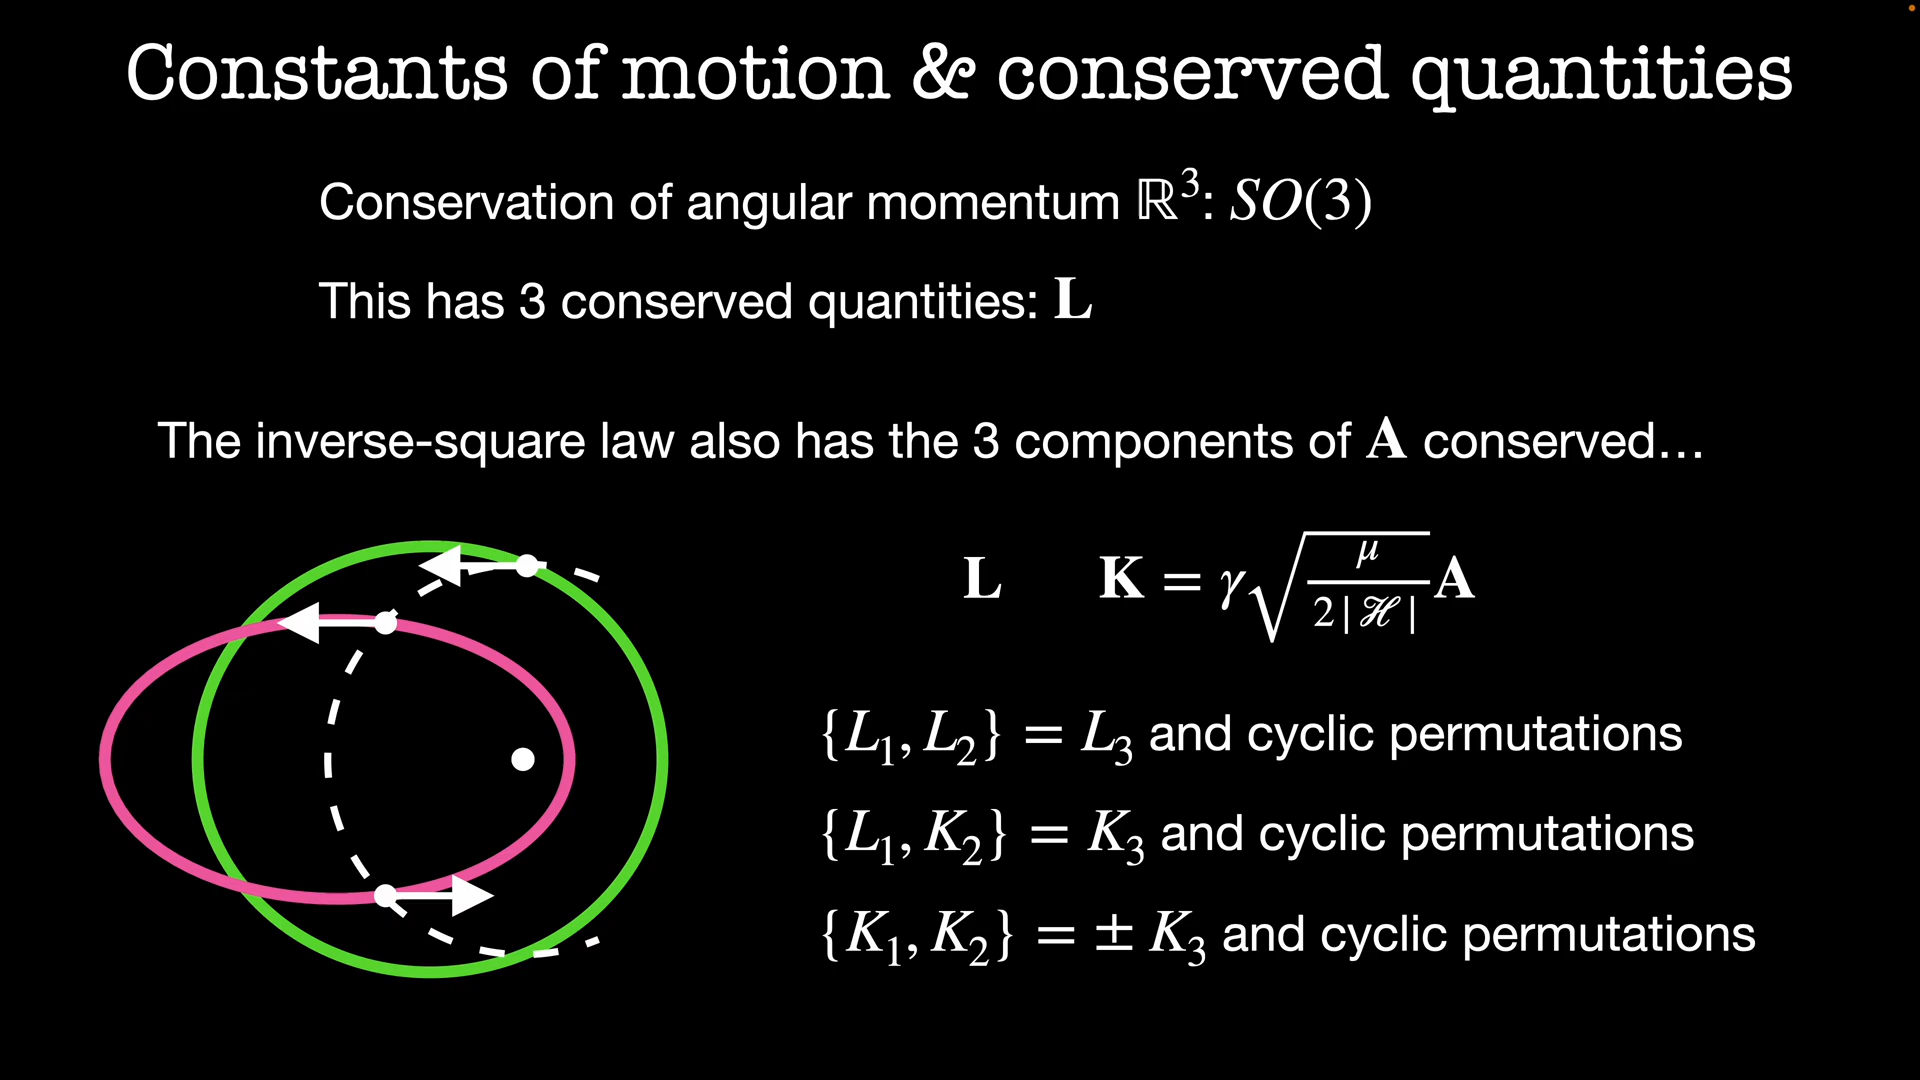 Constants of motion & conserved quantities
Conservation of angular momentum ℝ³: SO(3)
This has 3 conserved quantities: L
The inverse-square law also has the 3 components of A conserved…
L K = γ√(μ / 2|ℋ|) A
{L₁, L₂} = L₃ and cyclic permutations
{L₁, K₂} = K₃ and cyclic permutations
{K₁, K₂} = ± K₃ and cyclic permutations